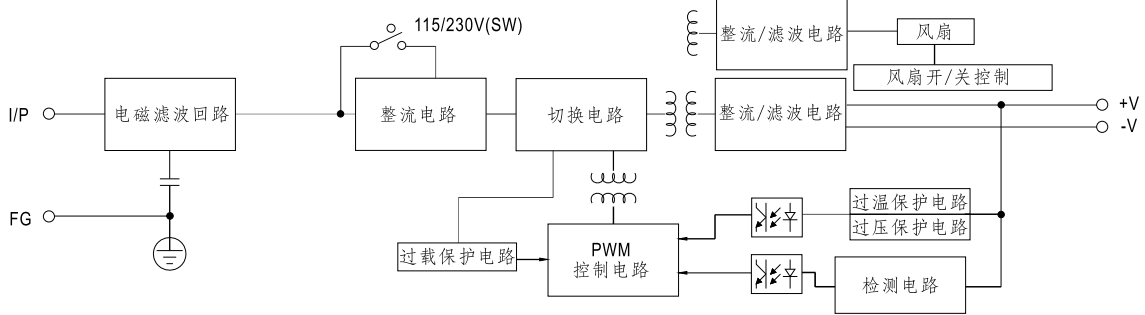 115/230V(SW)
整流/滤波电路
风扇
风扇开/关控制
I/P
电磁滤波回路
整流电路
切换电路
整流/滤波电路
+V
-V
FG
过载保护电路
PWM
控制电路
过温保护电路
过压保护电路
检测电路